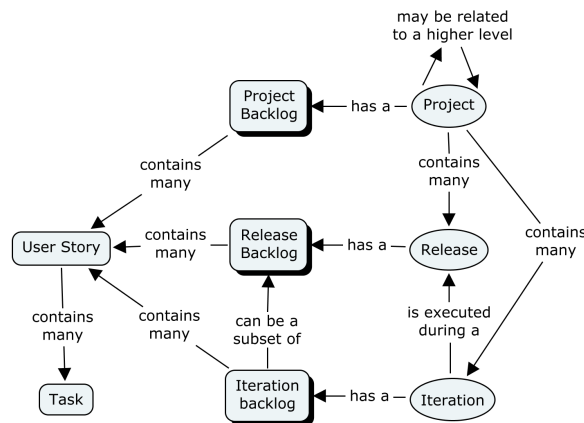 may be related
to a higher level
Project
Backlog
has a
Project
contains
many
contains
many
contains
many
User Story
contains
many
Release
Backlog
has a
Release
contains
many
contains
many
can be a
subset of
is executed
during a
Task
Iteration
backlog
has a
Iteration